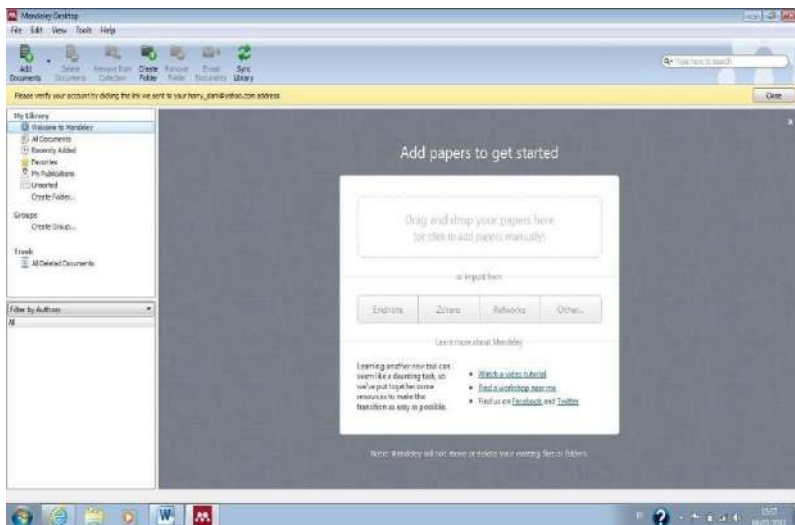 Mendeley Desktop
File Edit View Tools Help
Add Documents
Delete Documents
Remove from Collection
Create Folder
Remove Folder
Email Documents
Sync Library
Type here to search
Please verify your account by clicking the link we sent to your address.
Close
My Library
Welcome to Mendeley
All Documents
Recently Added
Favorites
My Publications
Unsorted
Create Folder...
Groups
Create Group...
Trash
All Deleted Documents
Filter by Authors
All
Add papers to get started
Drag and drop your papers here
(or click to add papers manually)
or import from
Endnote
Zotero
Refworks
Other...
Learn more about Mendeley
Learning another new tool can
seem like a daunting task, so
we've put together some
resources to make the
transition as easy as possible.
Watch a video tutorial
Find a workshop near me
Find us on Facebook and Twitter
Note: Mendeley will not move or delete your existing files or folders.